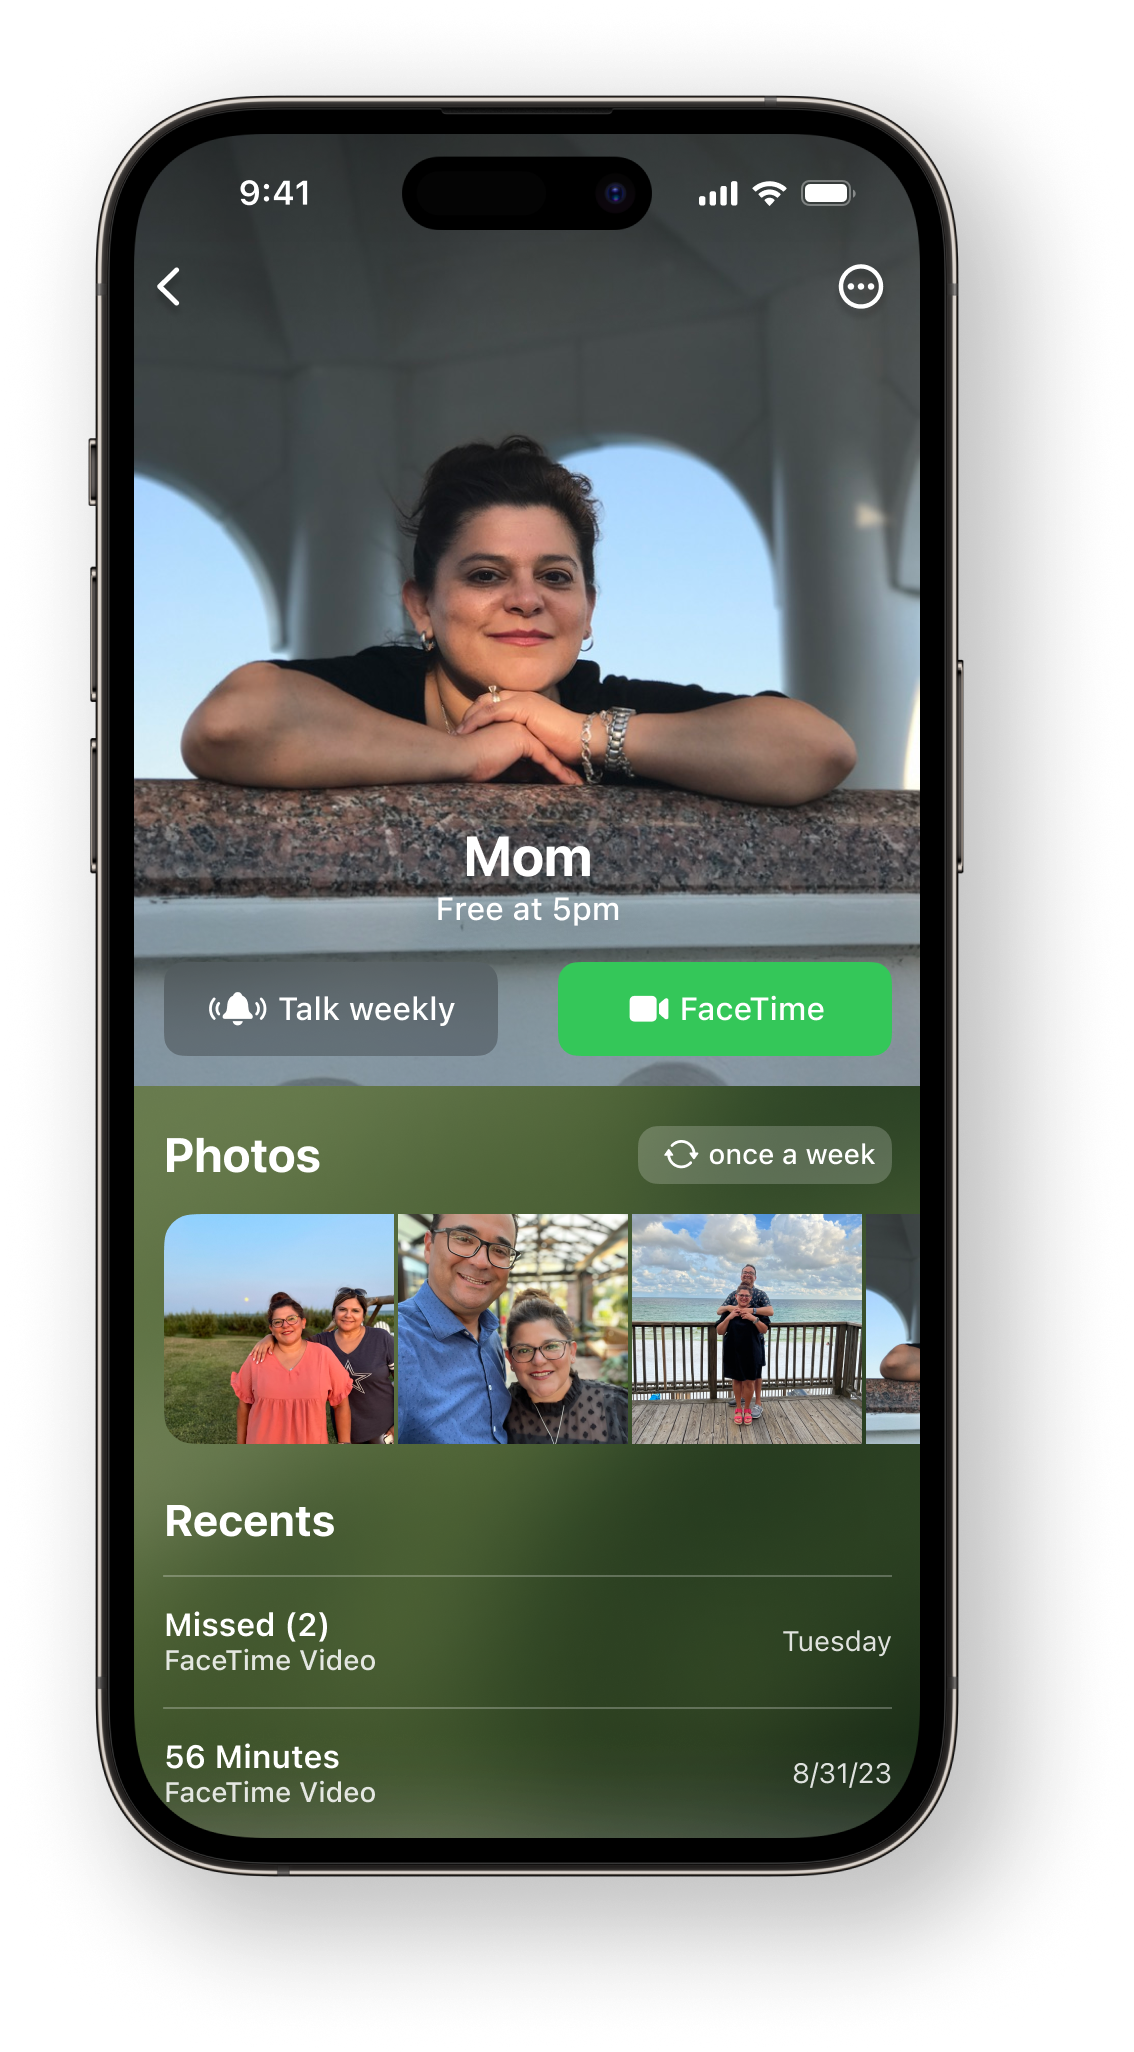 9:41
Mom
Free at 5pm
Talk weekly
FaceTime
Photos
once a week
Recents
Missed (2)
FaceTime Video
Tuesday
56 Minutes
FaceTime Video
8/31/23